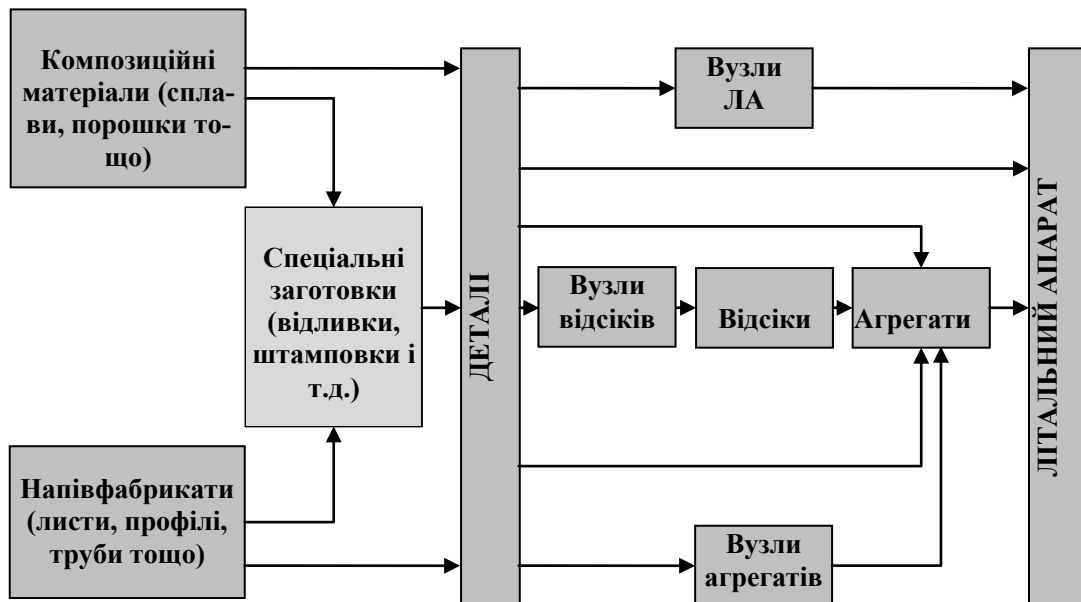 Композиційні
матеріали (спла-
ви, порошки то-
що)
Спеціальні
заготовки
(відливки,
штамповки і
т.д.)
Напівфабрикати
(листи, профілі,
труби тощо)
ДЕТАЛІ
Вузли
ЛА
Вузли
відсіків
Відсіки
Агрегати
Вузли
агрегатів
ЛІТАЛЬНИЙ АПАРАТ